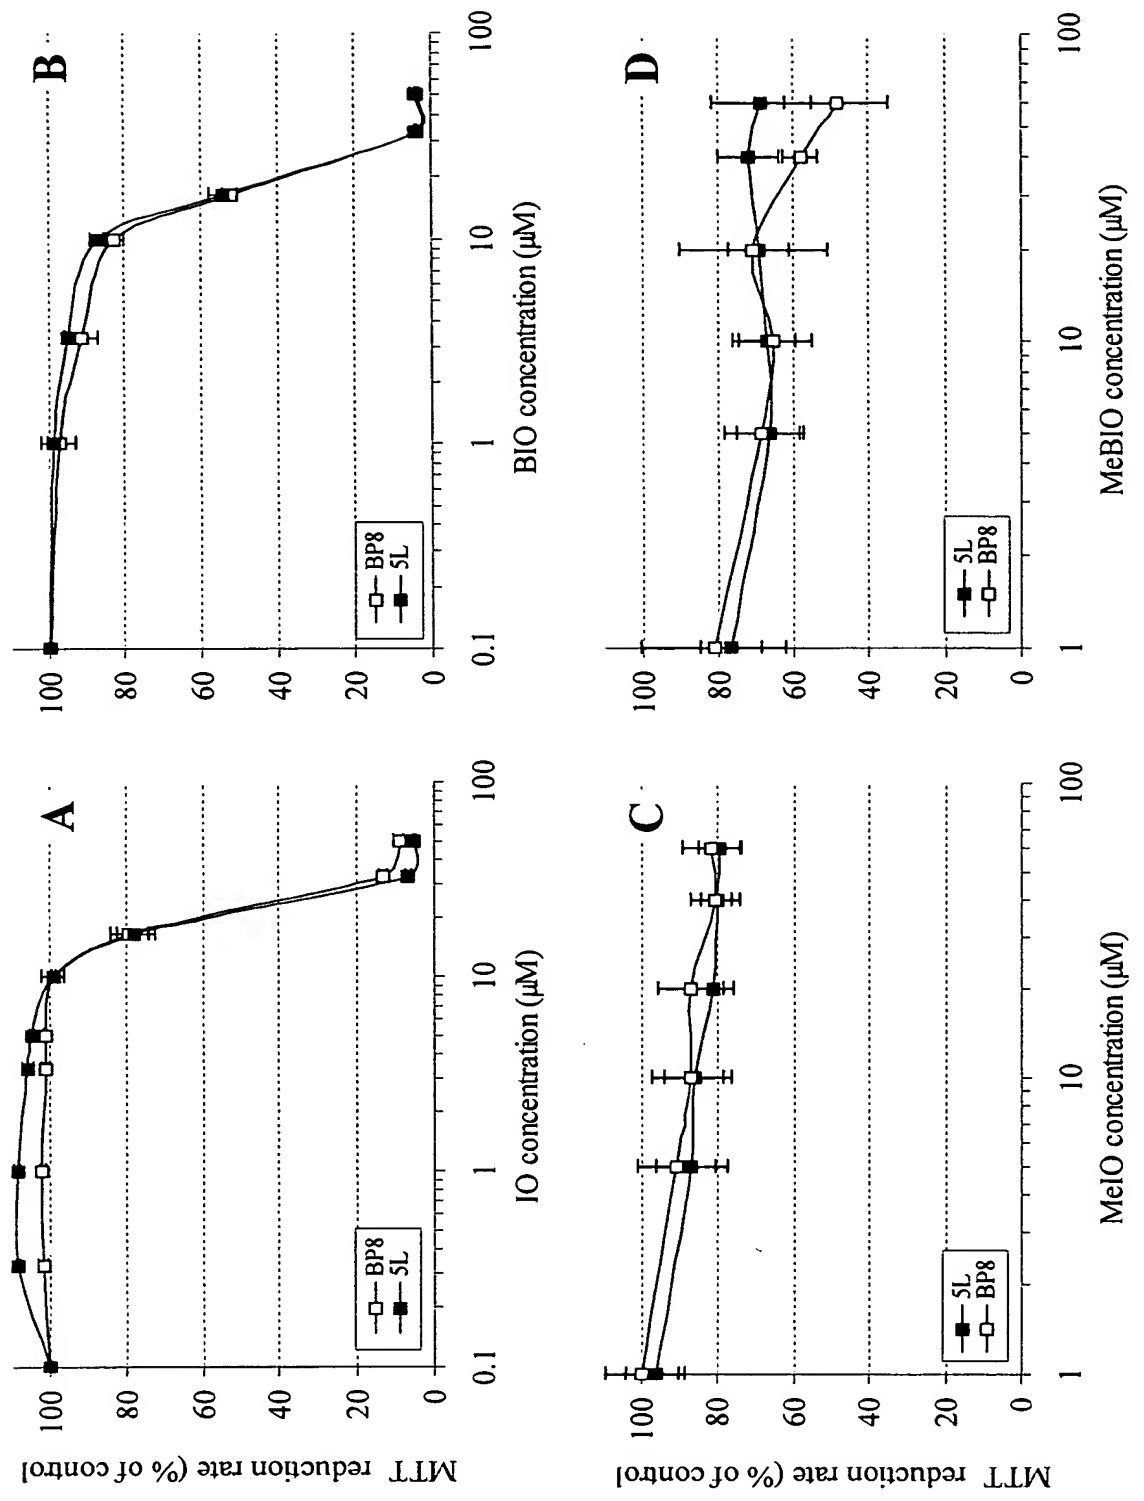 A
MTT reduction rate (% of control
100
80
60
40
20
0
BP8
5L
0.1
1
10
100
IO concentration (µM)
B
100
80
60
40
20
0
BP8
5L
0.1
1
10
100
BIO concentration (µM)
C
MTT reduction rate (% of control
100
80
60
40
20
0
5L
BP8
1
10
100
MeIO concentration (µM)
D
100
80
60
40
20
0
5L
BP8
1
10
100
MeBIO concentration (µM)